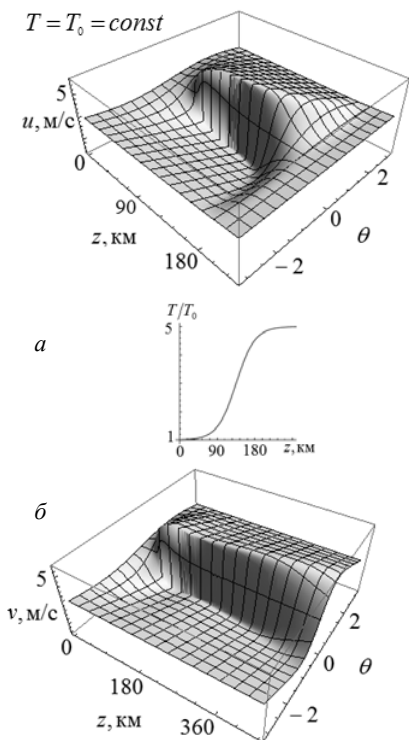 T = T₀ = const
5
u, м/с
0
90
z, км
180
2
0
θ
−2
а
T/T₀
5
1
0
90
180
z, км
б
5
v, м/с
0
180
z, км
360
2
0
θ
−2